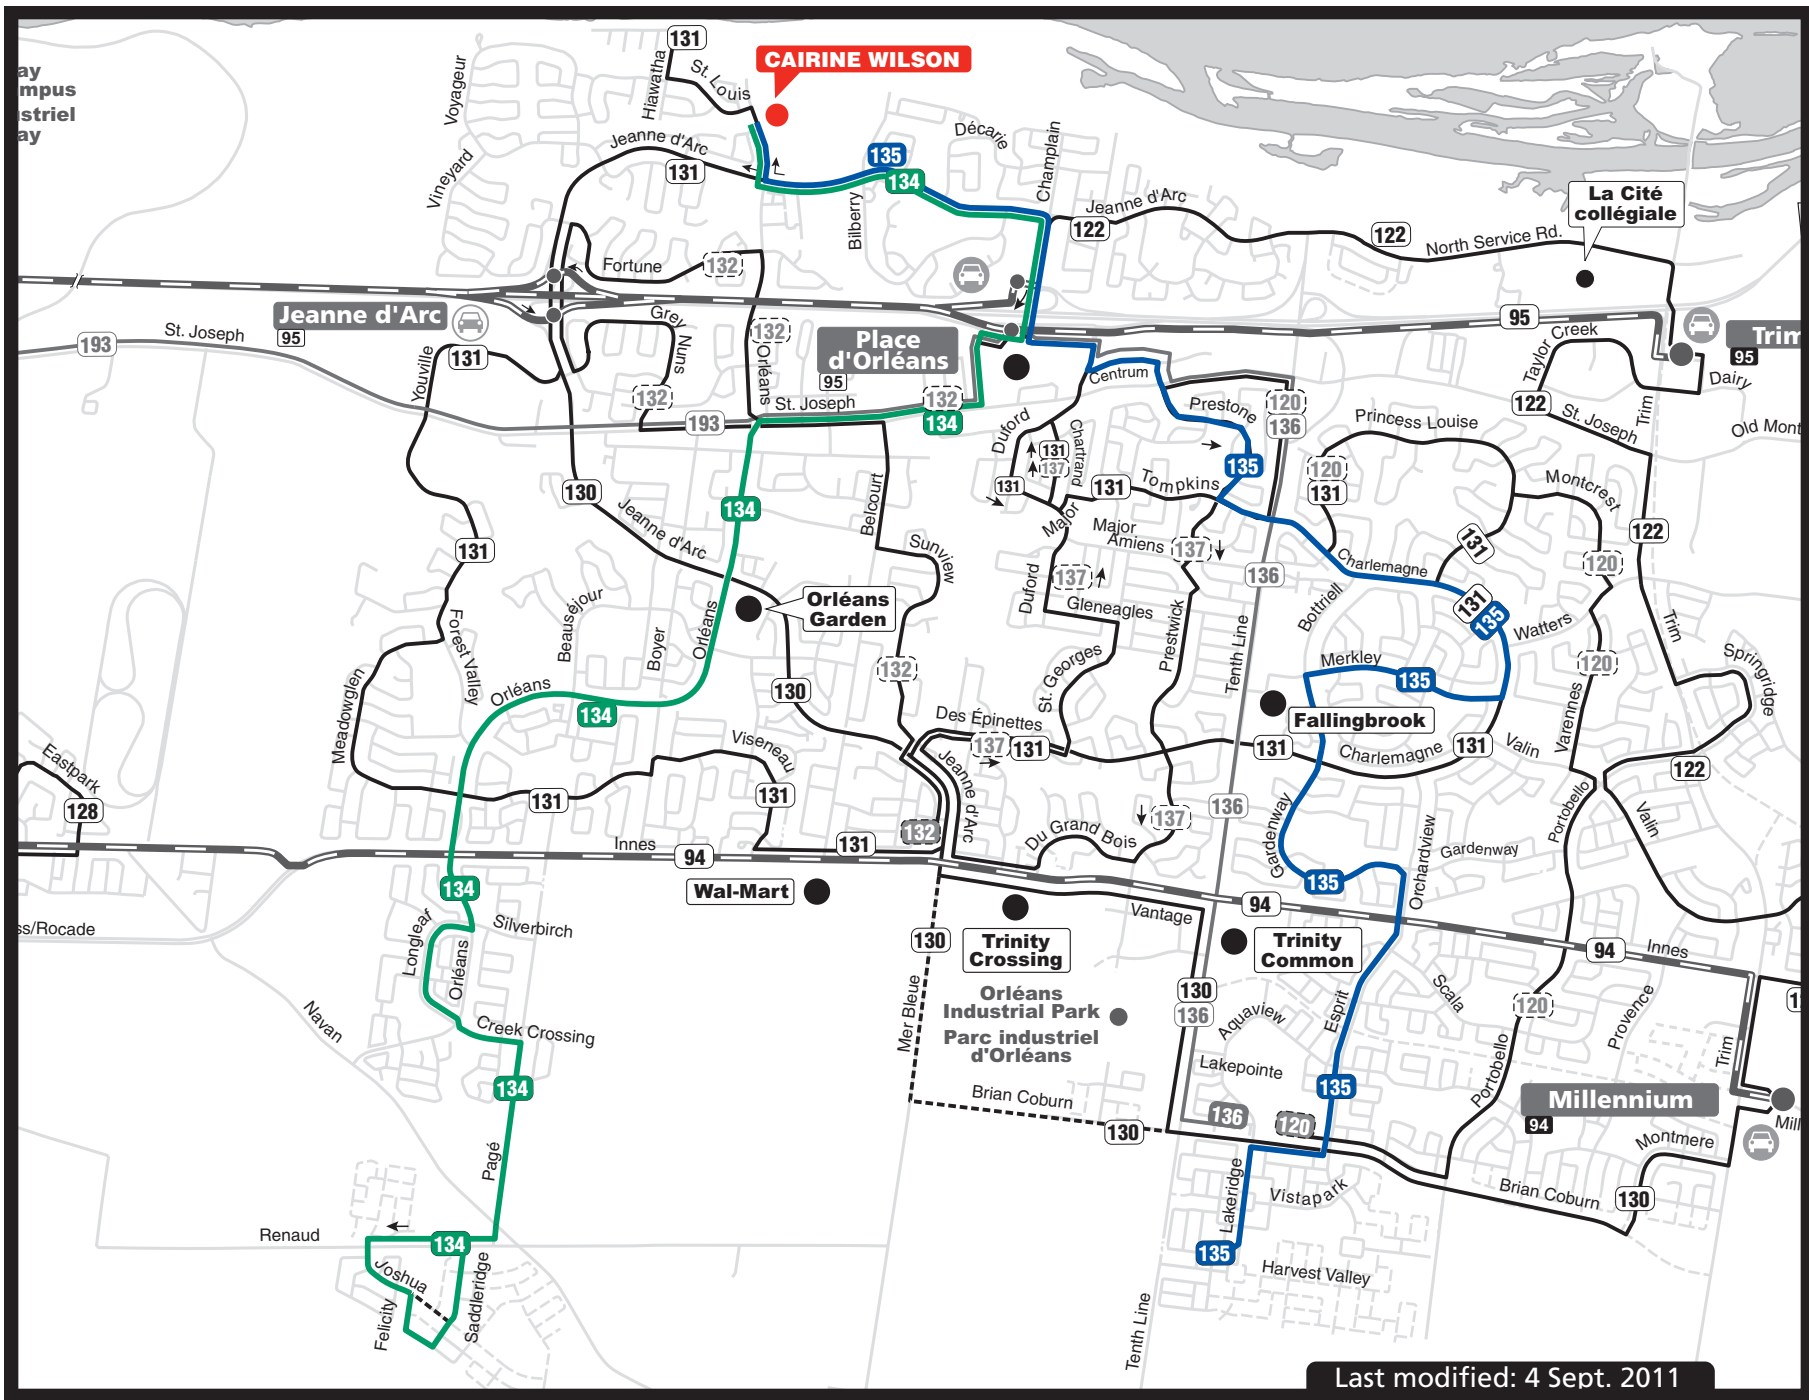 131
CAIRINE WILSON
ay
mpus
striel
ay
Voyageur
Hiawatha
St. Louis
Jeanne d'Arc
131
135
134
Décarie
Champlain
Vineyard
Bilberry
Jeanne d'Arc
122
122
North Service Rd.
La Cité
collégiale
Fortune
132
Jeanne d'Arc
95
193
St. Joseph
Grey
Nuns
132
Orléans
Place
d'Orléans
95
95
Trim
95
Taylor Creek
Dairy
Youville
131
132
193
St. Joseph
132
134
Centrum
Prestone
120
136
Princess Louise
122
St. Joseph
Trim
Old Mont
Duford
Chartrand
131
137
131
131
Tompkins
135
120
131
Montcrest
130
134
Belcourt
Jeanne d'Arc
Major
Major
Amiens
137
131
122
131
Sunview
137
Duford
Gleneagles
136
Charlemagne
120
Orléans
Garden
Beauséjour
Boyer
Orléans
Forest Valley
Prestwick
Tenth Line
Bottriell
131
135
Watters
Trim
132
120
Merkley
135
Springridge
Meadowglen
Orléans
134
130
St. Georges
Fallingbrook
Varennes
Des Épinettes
137
131
131
Charlemagne
131
Valin
Viseneau
Jeanne d'Arc
122
Eastpark
128
131
131
132
137
136
Du Grand Bois
Gardenway
Portobello
Valin
Innes
94
131
Orchardview
Gardenway
134
Wal-Mart
135
94
Vantage
ss/Rocade
Longleaf
Orléans
Silverbirch
130
Trinity
Crossing
Trinity
Common
94
Innes
Orléans
Industrial Park
Parc industriel
d'Orléans
130
136
Aquaview
Esprit
Scala
120
Provence
1
Navan
Creek Crossing
Mer Bleue
Lakepointe
Portobello
Trim
134
Brian Coburn
130
136
120
135
Millennium
94
Mill
Montmere
Pagé
Lakeridge
Vistapark
Brian Coburn
130
Renaud
134
135
Harvest Valley
Joshua
Felicity
Saddleridge
Tenth Line
Last modified: 4 Sept. 2011